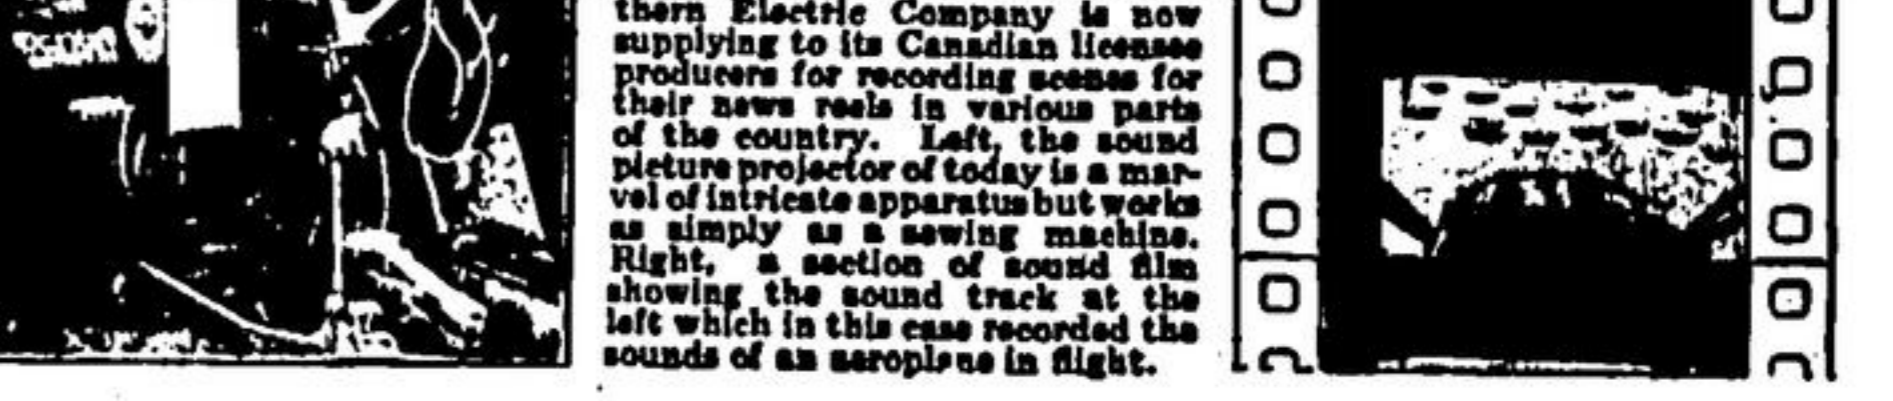 thern Electric Company is now
supplying to its Canadian licensee
producers for recording scenes for
their news reels in various parts
of the country. Left, the sound
picture projector of today is a mar-
vel of intricate apparatus but works
as simply as a sewing machine.
Right, a section of sound film
showing the sound track at the
left which in this case recorded the
sounds of an aeroplane in flight.